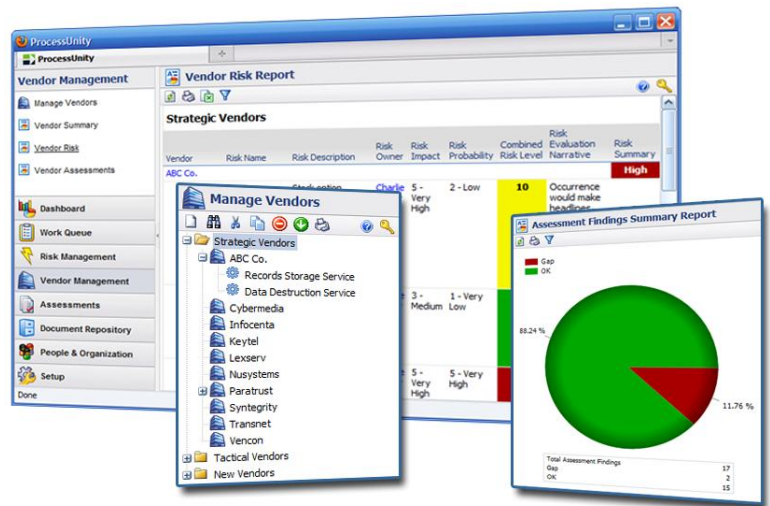 ProcessUnity
ProcessUnity
Vendor Management
Manage Vendors
Vendor Summary
Vendor Risk
Vendor Assessments
Dashboard
Work Queue
Risk Management
Vendor Management
Assessments
Document Repository
People & Organization
Setup
Done
Vendor Risk Report
Strategic Vendors
Vendor Risk Name Risk Description Risk Owner Risk Impact Risk Probability Combined Risk Level Risk Evaluation Narrative Risk Summary
ABC Co. High
Stock option Charlie 5 - Very High 2 - Low 10 Occurrence would make headlines
3 - Medium 1 - Very Low
5 - Very High 5 - Very High
Manage Vendors
Strategic Vendors
ABC Co.
Records Storage Service
Data Destruction Service
Cybermedia
Infocenta
Keytel
Lexserv
Nusystems
Paratrust
Syntegrity
Transnet
Vencon
Tactical Vendors
New Vendors
Assessment Findings Summary Report
Gap
OK
88.24 %
11.76 %
Total Assessment Findings 17
Gap 2
OK 15